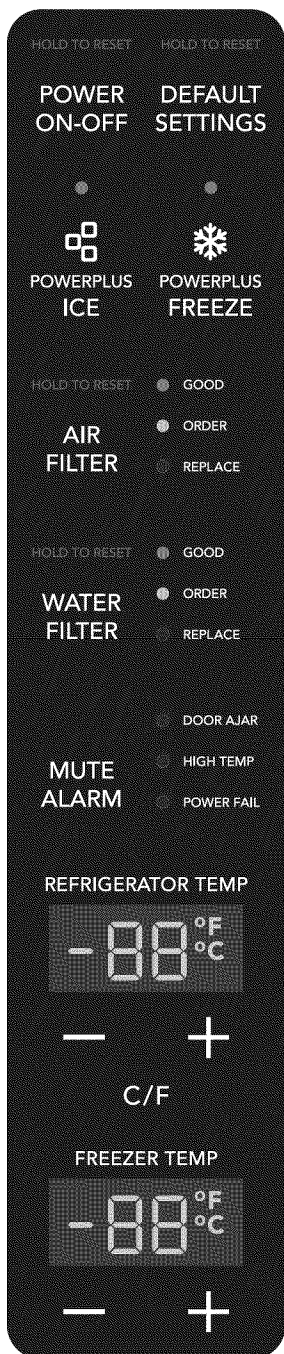 HOLD TO RESET HOLD TO RESET
POWER DEFAULT
ON-OFF SETTINGS
POWERPLUS POWERPLUS
ICE FREEZE
HOLD TO RESET GOOD
AIR ORDER
FILTER REPLACE
HOLD TO RESET GOOD
WATER ORDER
FILTER REPLACE
DOOR AJAR
MUTE HIGH TEMP
ALARM POWER FAIL
REFRIGERATOR TEMP
-88 °F
°C
− +
C/F
FREEZER TEMP
-88 °F
°C
− +